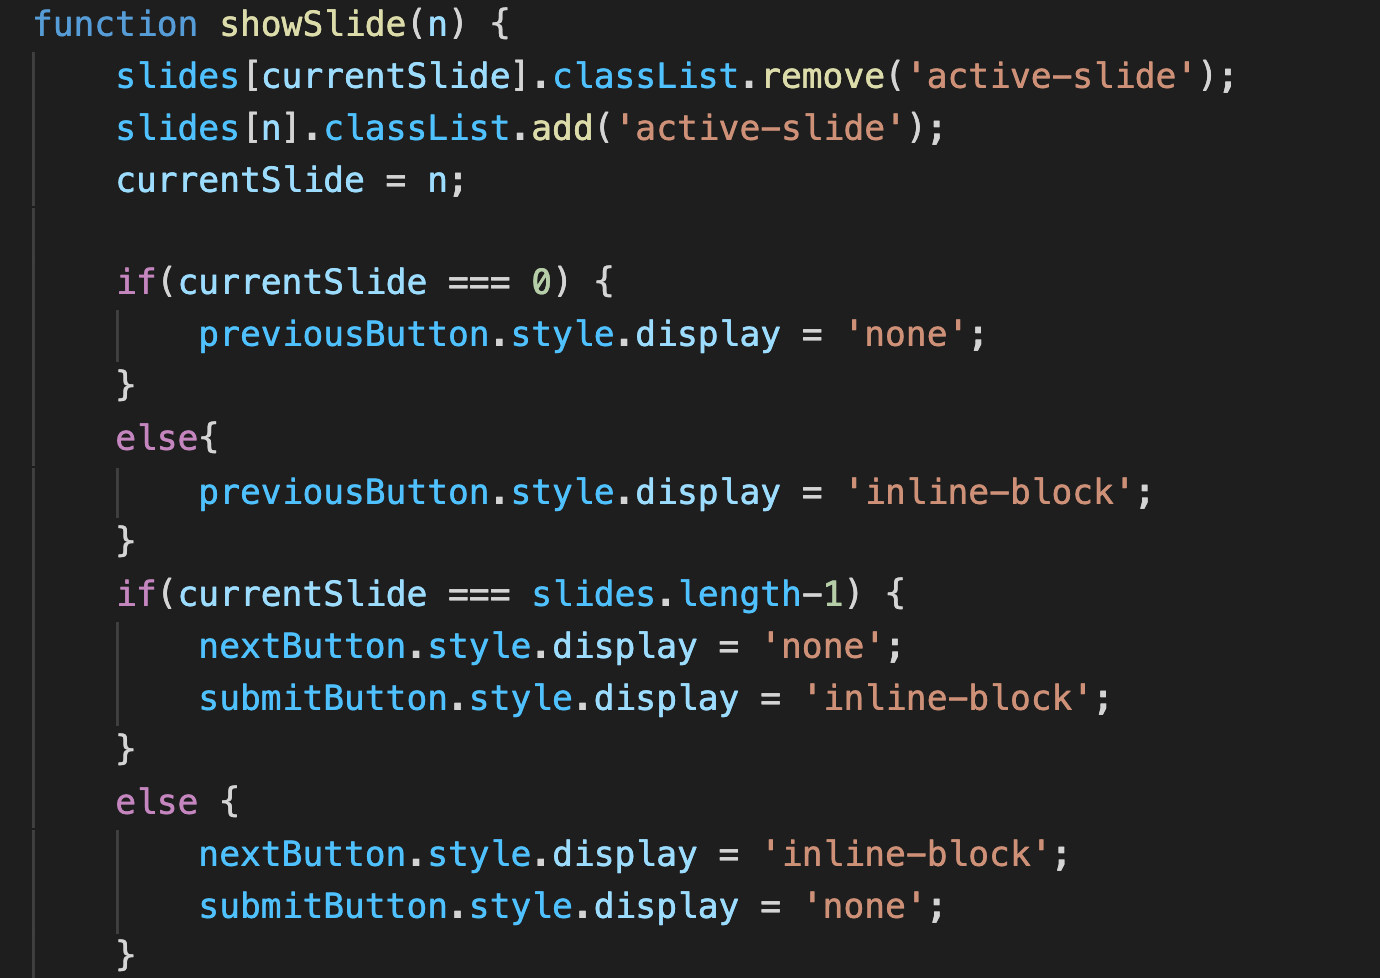 function showSlide(n) {
    slides[currentSlide].classList.remove('active-slide');
    slides[n].classList.add('active-slide');
    currentSlide = n;

    if(currentSlide === 0) {
        previousButton.style.display = 'none';
    }
    else{
        previousButton.style.display = 'inline-block';
    }
    if(currentSlide === slides.length-1) {
        nextButton.style.display = 'none';
        submitButton.style.display = 'inline-block';
    }
    else {
        nextButton.style.display = 'inline-block';
        submitButton.style.display = 'none';
    }